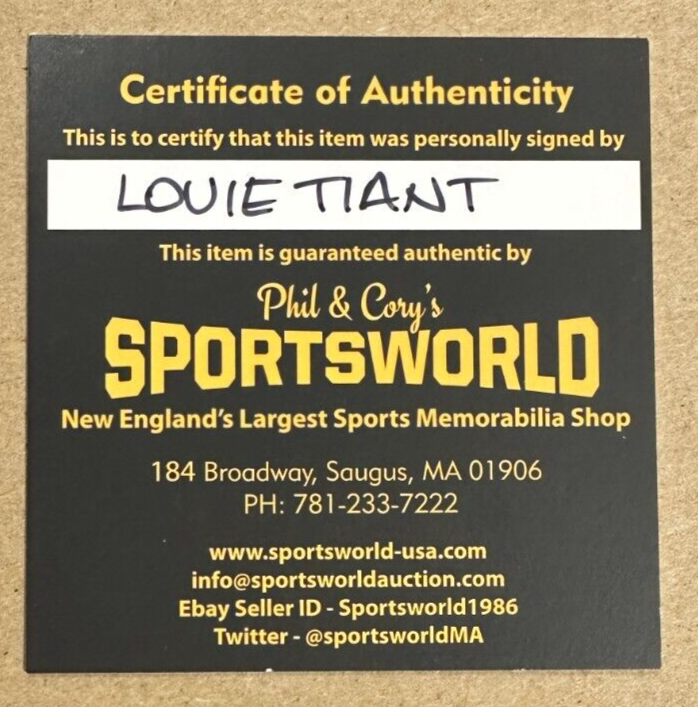 Certificate of Authenticity
This is to certify that this item was personally signed by
LOUIE TIANT
This item is guaranteed authentic by
Phil & Cory's
SPORTSWORLD
New England's Largest Sports Memorabilia Shop
184 Broadway, Saugus, MA 01906
PH: 781-233-7222
www.sportsworld-usa.com
info@sportsworldauction.com
Ebay Seller ID - Sportsworld1986
Twitter - @sportsworldMA